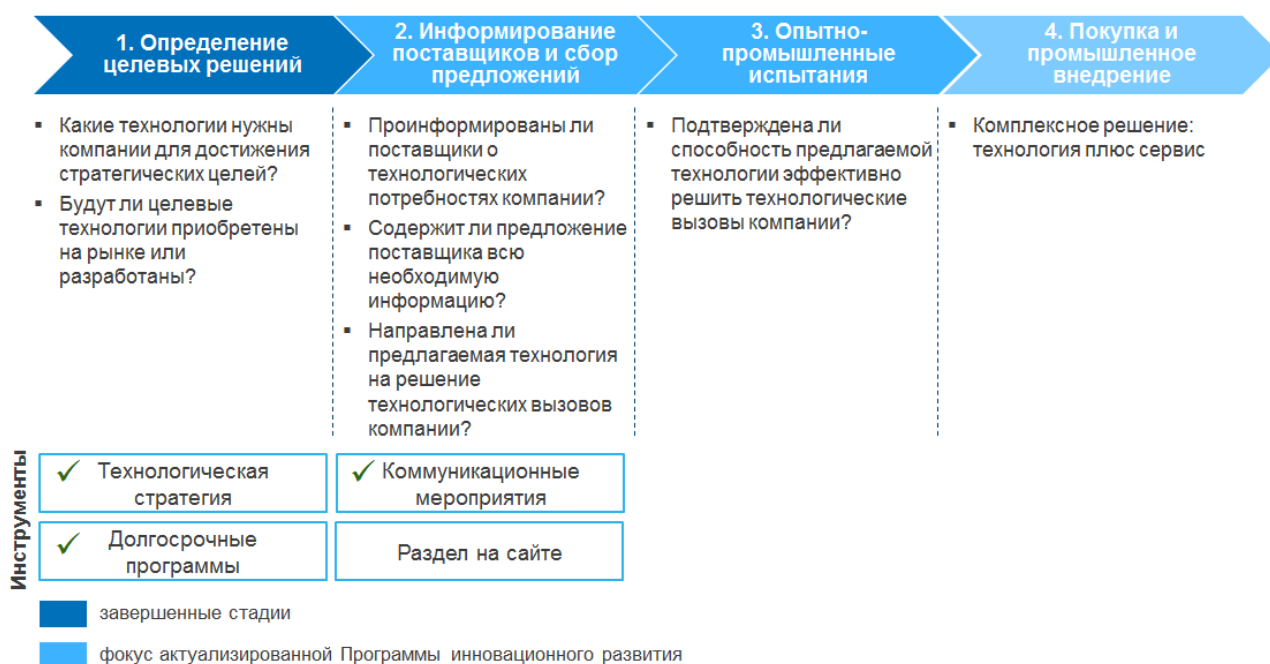 1. Определение
целевых решений
2. Информирование
поставщиков и сбор
предложений
3. Опытно-
промышленные
испытания
4. Покупка и
промышленное
внедрение
▪ Какие технологии нужны
компании для достижения
стратегических целей?
▪ Будут ли целевые
технологии приобретены
на рынке или
разработаны?
▪ Проинформированы ли
поставщики о
технологических
потребностях компании?
▪ Содержит ли предложение
поставщика всю
необходимую
информацию?
▪ Направлена ли
предлагаемая технология
на решение
технологических вызовов
компании?
▪ Подтверждена ли
способность предлагаемой
технологии эффективно
решить технологические
вызовы компании?
▪ Комплексное решение:
технология плюс сервис
Инструменты
✓ Технологическая
стратегия
✓ Долгосрочные
программы
✓ Коммуникационные
мероприятия
Раздел на сайте
завершенные стадии
фокус актуализированной Программы инновационного развития